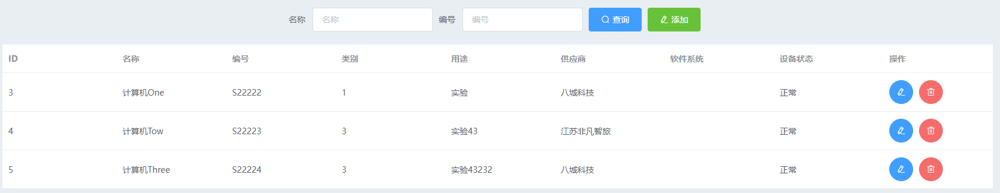 名称 名称 编号 编号 查询 添加
ID 名称 编号 类别 用途 供应商 软件系统 设备状态 操作
3 计算机One S22222 1 实验 八城科技 正常
4 计算机Tow S22223 3 实验43 江苏非凡智旅 正常
5 计算机Three S22224 3 实验43232 八城科技 正常